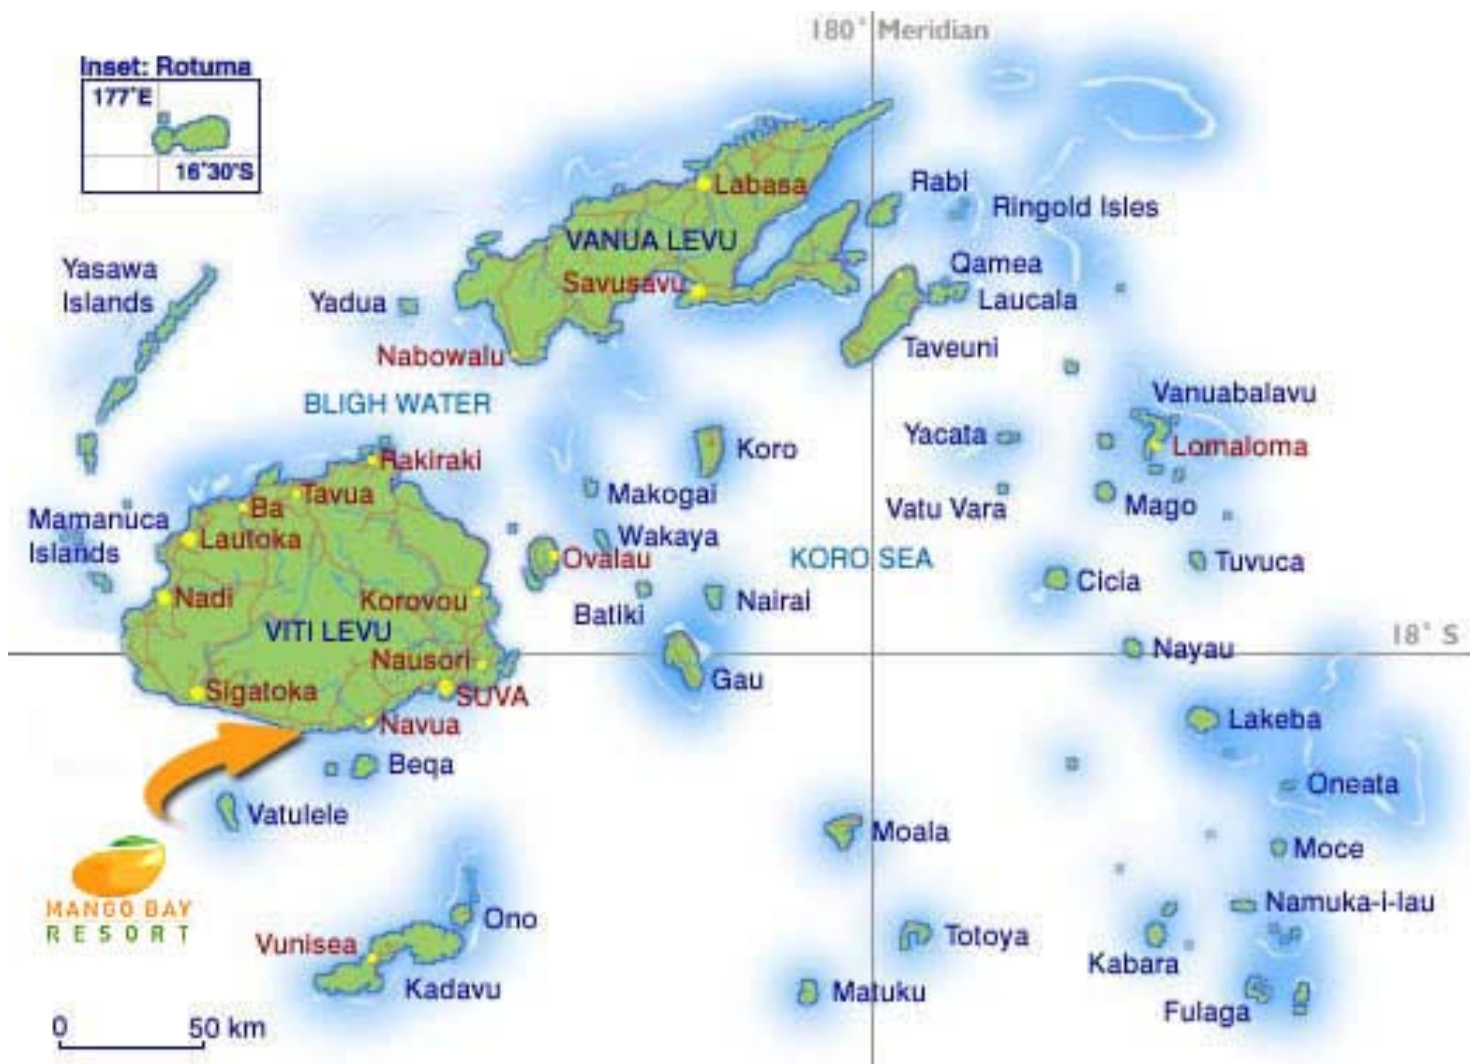 180° Meridian
Inset: Rotuma
177°E
16°30"S
Labasa
Rabi
Ringold Isles
VANUA LEVU
Yasawa
Islands
Qamea
Savusavu
Laucala
Yadua
Taveuni
Nabowalu
Vanuabalavu
BLIGH WATER
Yacata
Koro
Lomaloma
Rakiraki
Makogai
Tavua
Ba
Vatu Vara
Mago
Mamanuca
Islands
Lautoka
Wakaya
Ovalau
KORO SEA
Tuvuca
Cicia
Nadi
Korovou
Batiki
Nairai
VITI LEVU
18° S
Nausori
Nayau
Gau
Sigatoka
SUVA
Navua
Lakeba
Beqa
Oneata
Vatulele
Moala
Moce
MANGO BAY
RESORT
Ono
Namuka-i-lau
Vunisea
Totoya
Kabara
Kadavu
Matuku
Fulaga
0 50 km